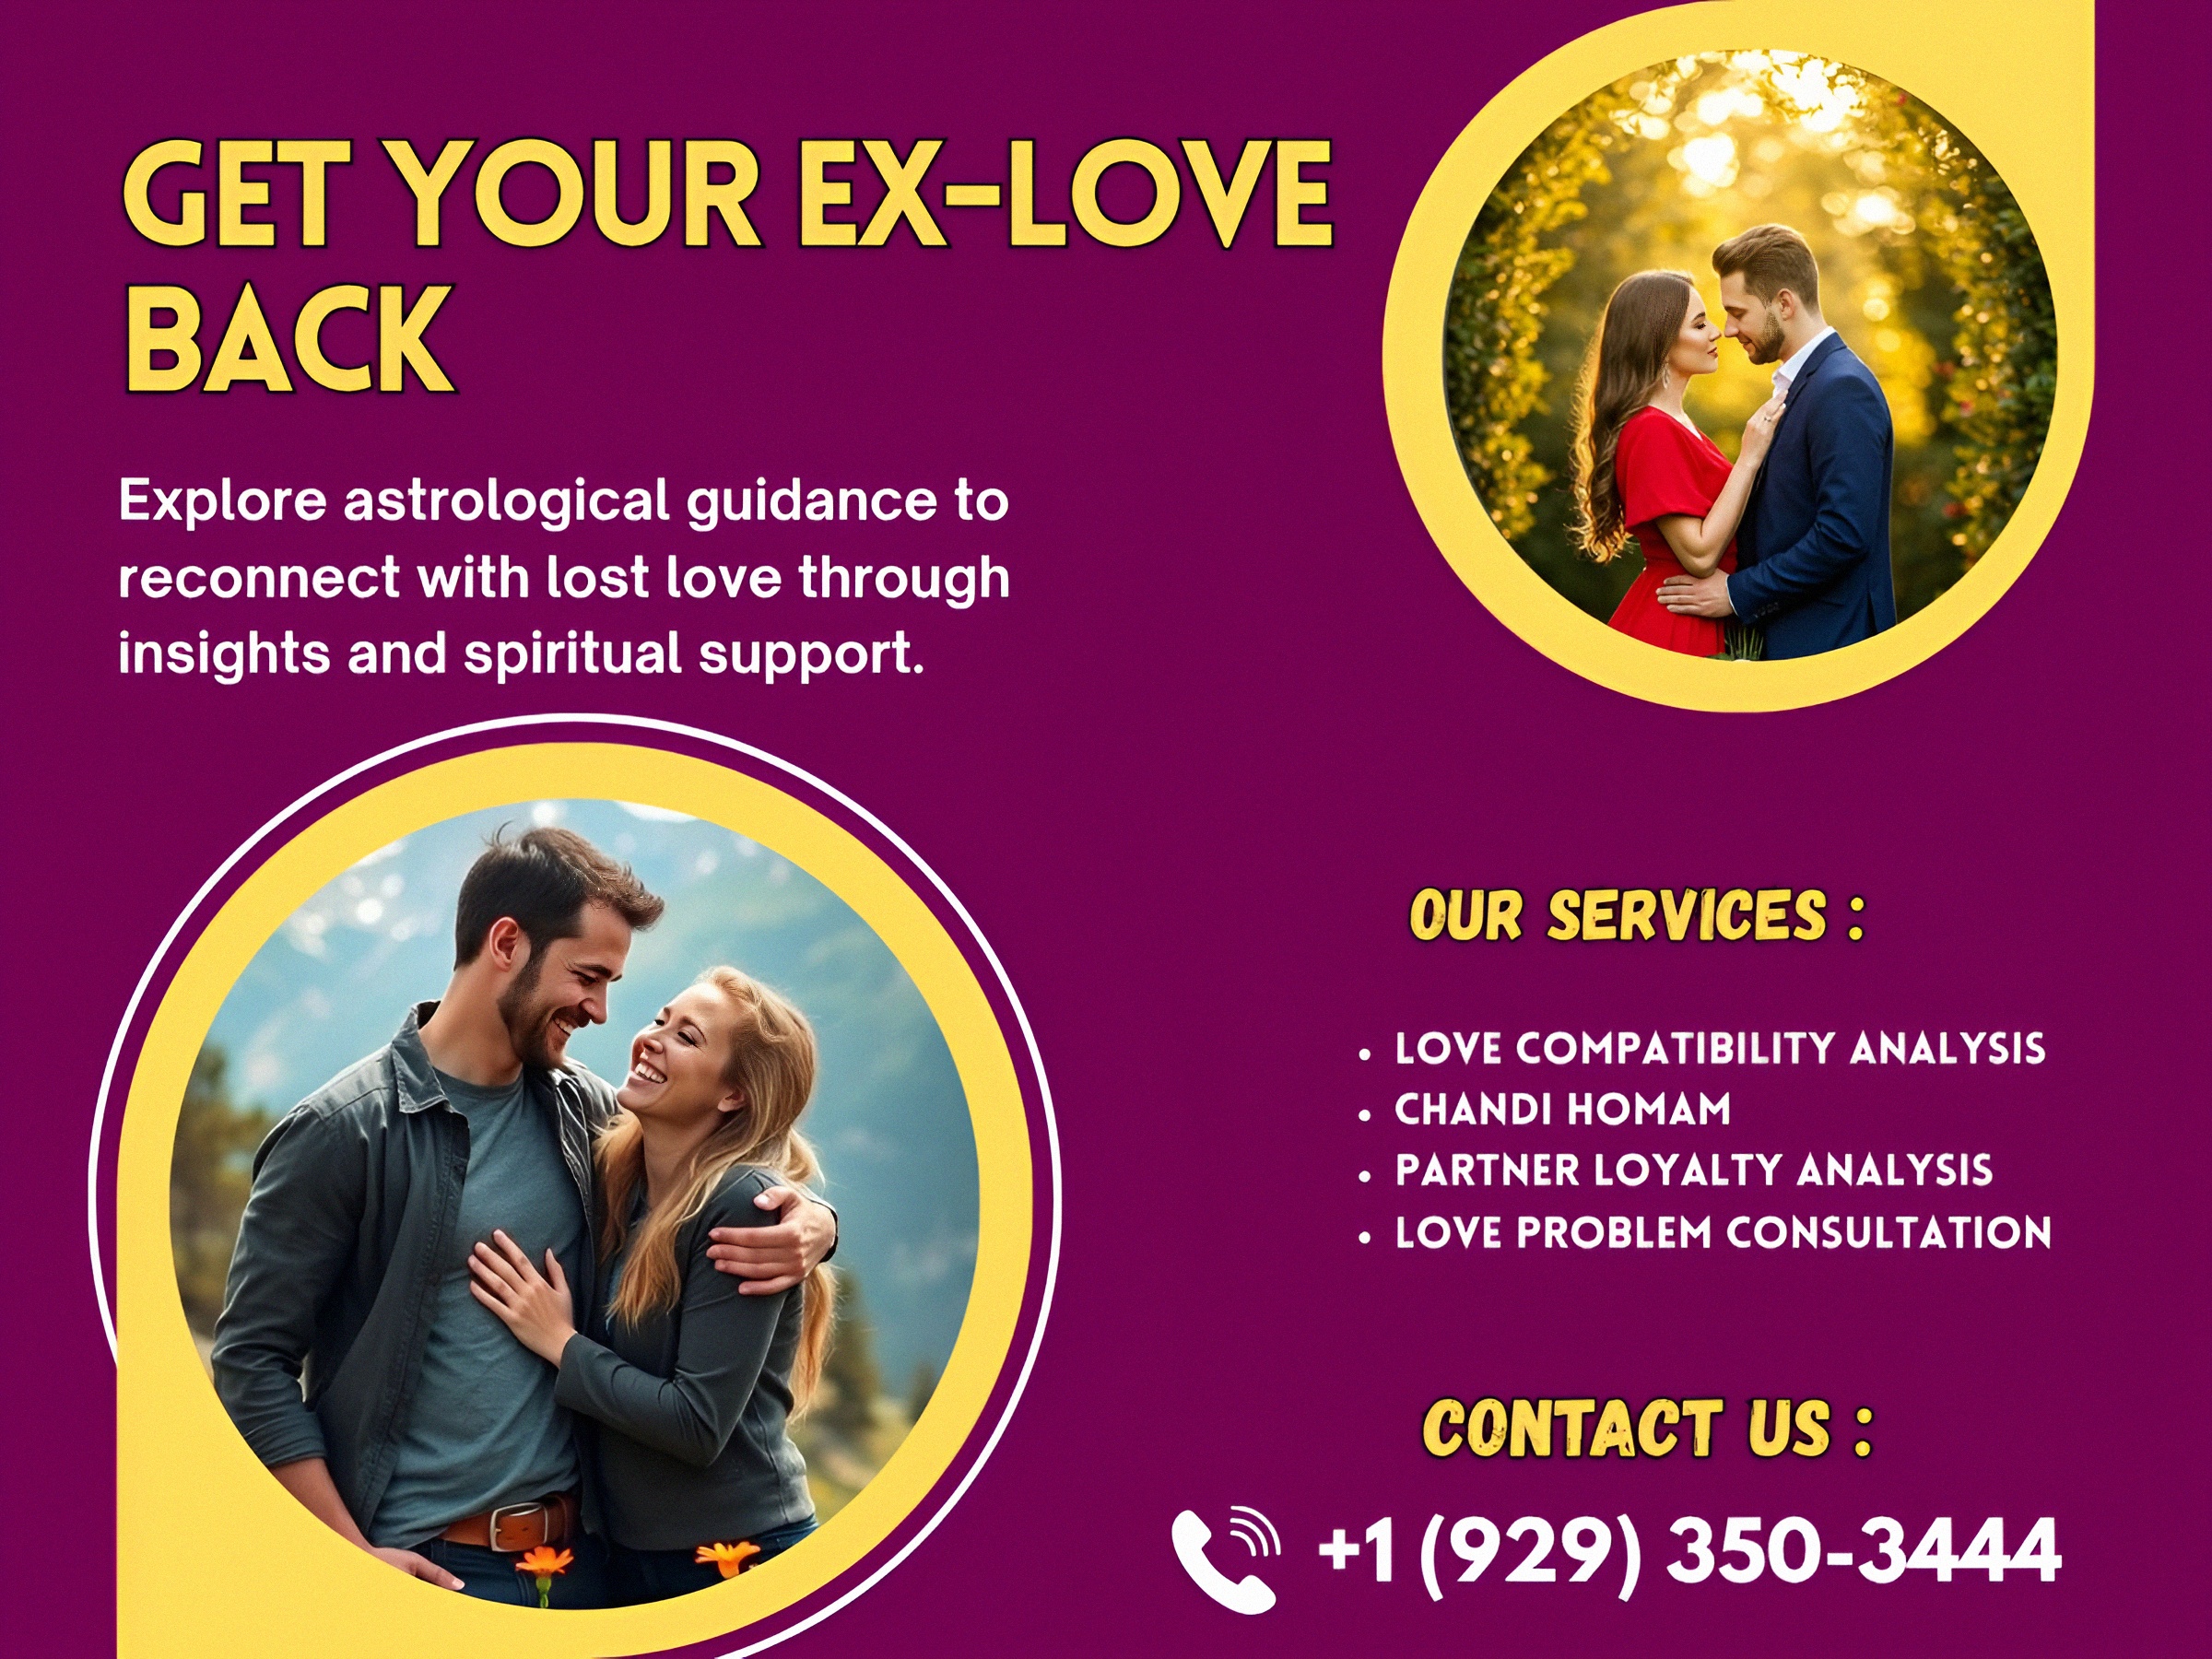 GET YOUR EX-LOVE
BACK
Explore astrological guidance to
reconnect with lost love through
insights and spiritual support.
OUR SERVICES :
• LOVE COMPATIBILITY ANALYSIS
• CHANDI HOMAM
• PARTNER LOYALTY ANALYSIS
• LOVE PROBLEM CONSULTATION
CONTACT US :
+1 (929) 350-3444